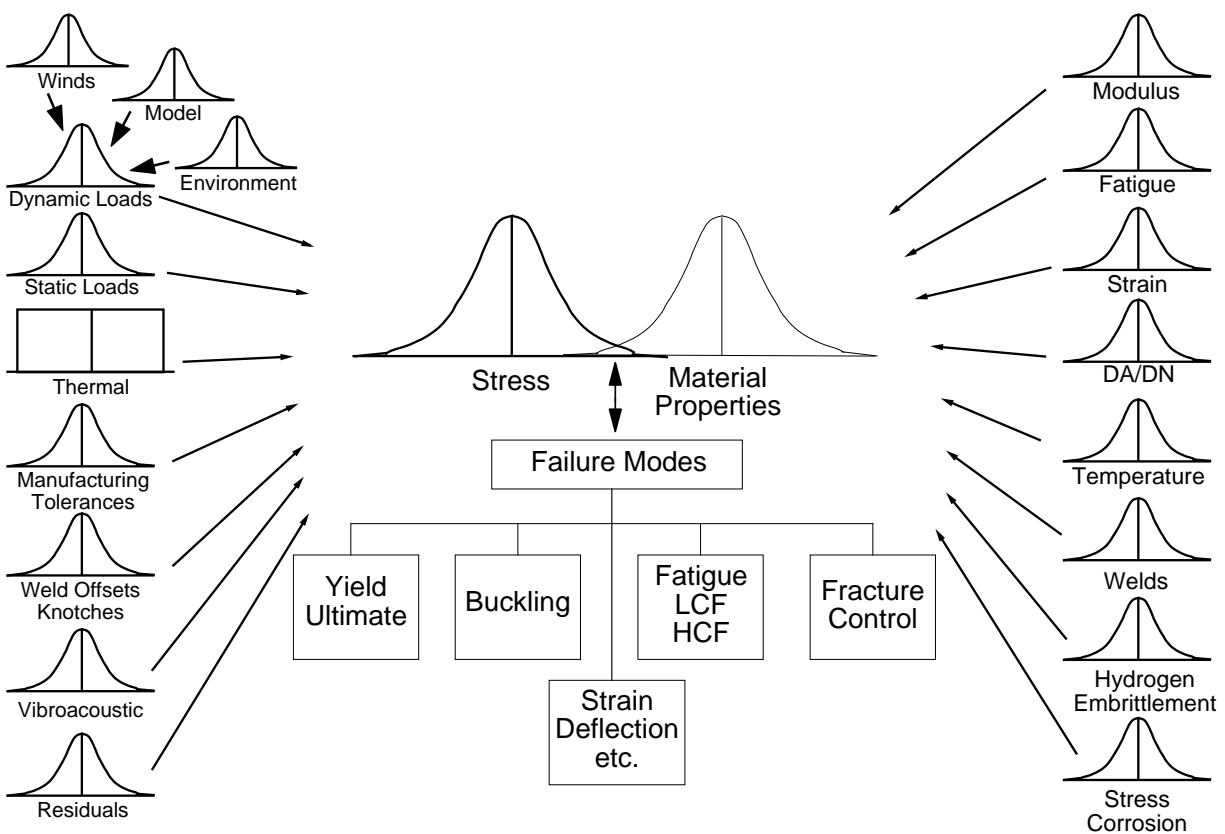 Winds
Model
Environment
Dynamic Loads
Static Loads
Thermal
Manufacturing
Tolerances
Weld Offsets
Knotches
Vibroacoustic
Residuals
Stress
Material
Properties
Failure Modes
Yield
Ultimate
Buckling
Fatigue
LCF
HCF
Fracture
Control
Strain
Deflection
etc.
Modulus
Fatigue
Strain
DA/DN
Temperature
Welds
Hydrogen
Embrittlement
Stress
Corrosion